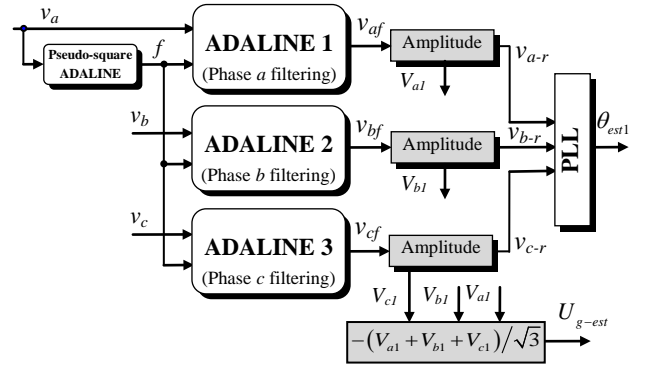 v_a
Pseudo-square
ADALINE
f
ADALINE 1
(Phase a filtering)
v_af
Amplitude
V_a1
v_a-r
v_b
ADALINE 2
(Phase b filtering)
v_bf
Amplitude
V_b1
v_b-r
PLL
θ_est1
v_c
ADALINE 3
(Phase c filtering)
v_cf
Amplitude
v_c-r
V_c1
V_b1
V_a1
−(V_a1 + V_b1 + V_c1)/√3
U_g−est